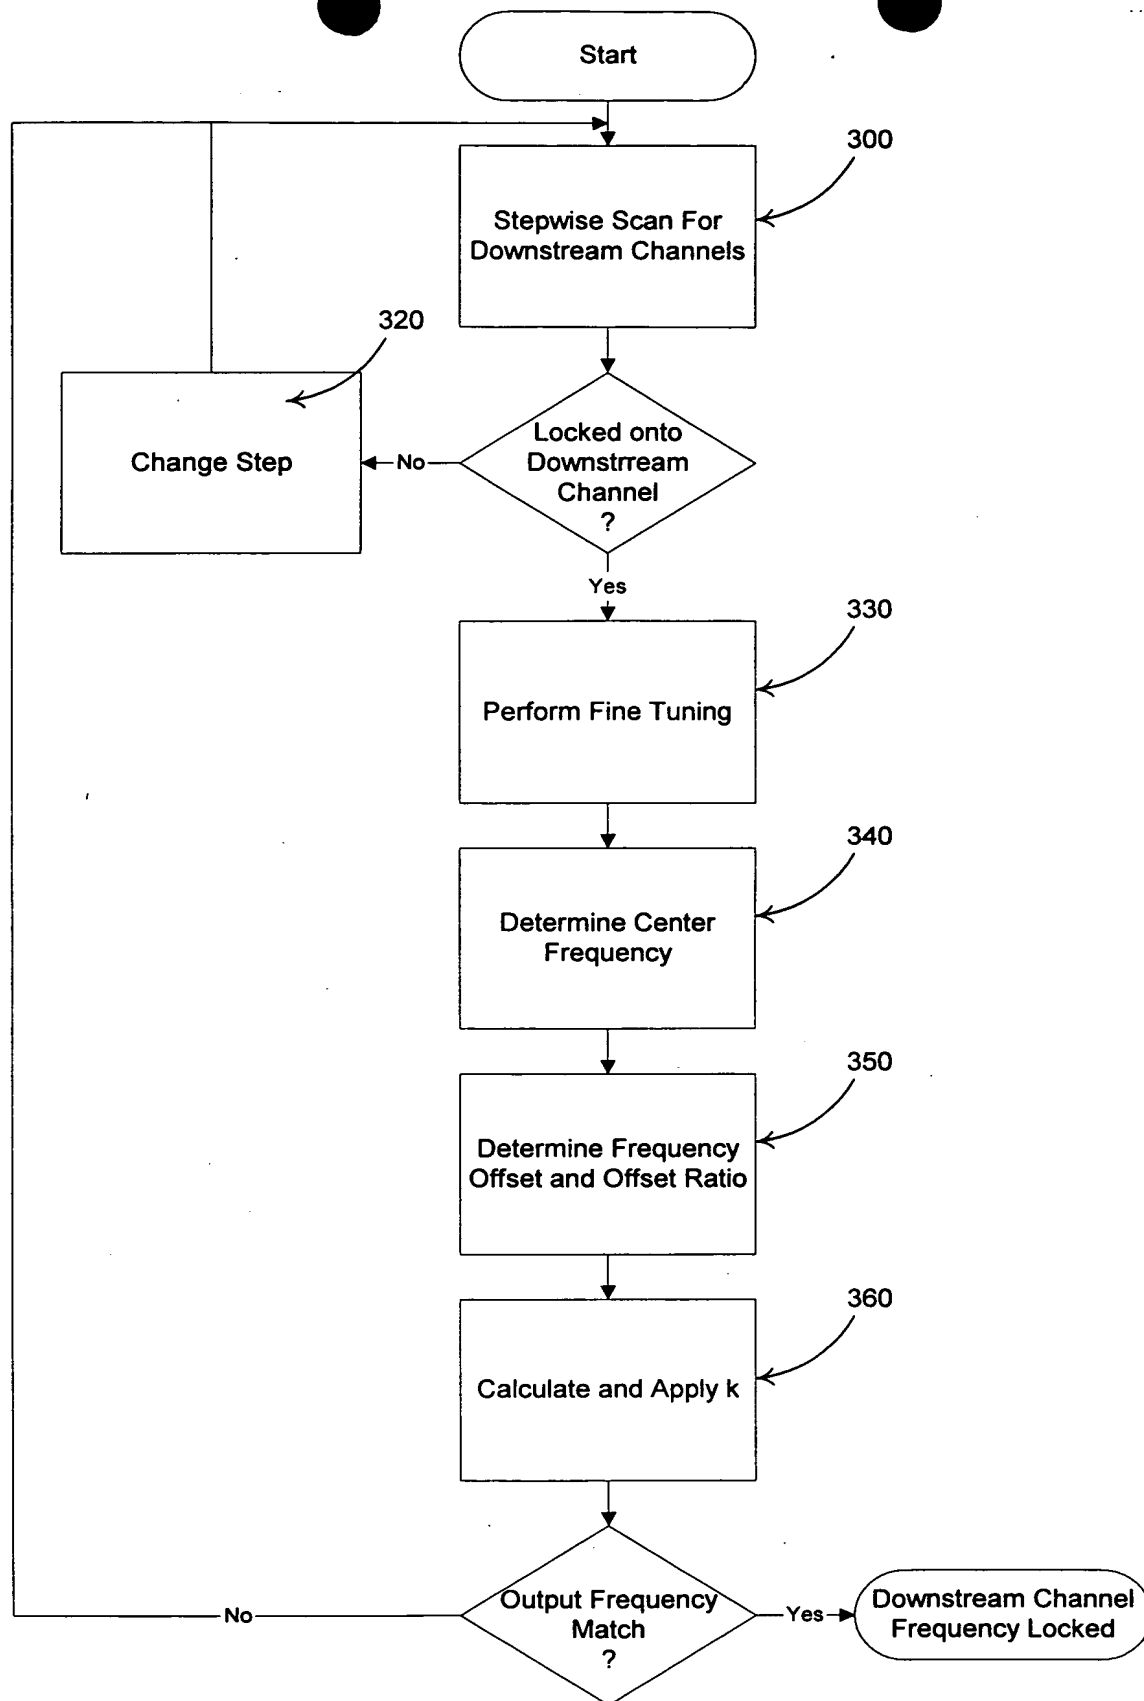 Start
300
Stepwise Scan For
Downstream Channels
320
Change Step
No
Locked onto
Downstrream
Channel
?
Yes
330
Perform Fine Tuning
340
Determine Center
Frequency
350
Determine Frequency
Offset and Offset Ratio
360
Calculate and Apply k
No
Output Frequency
Match
?
Yes
Downstream Channel
Frequency Locked